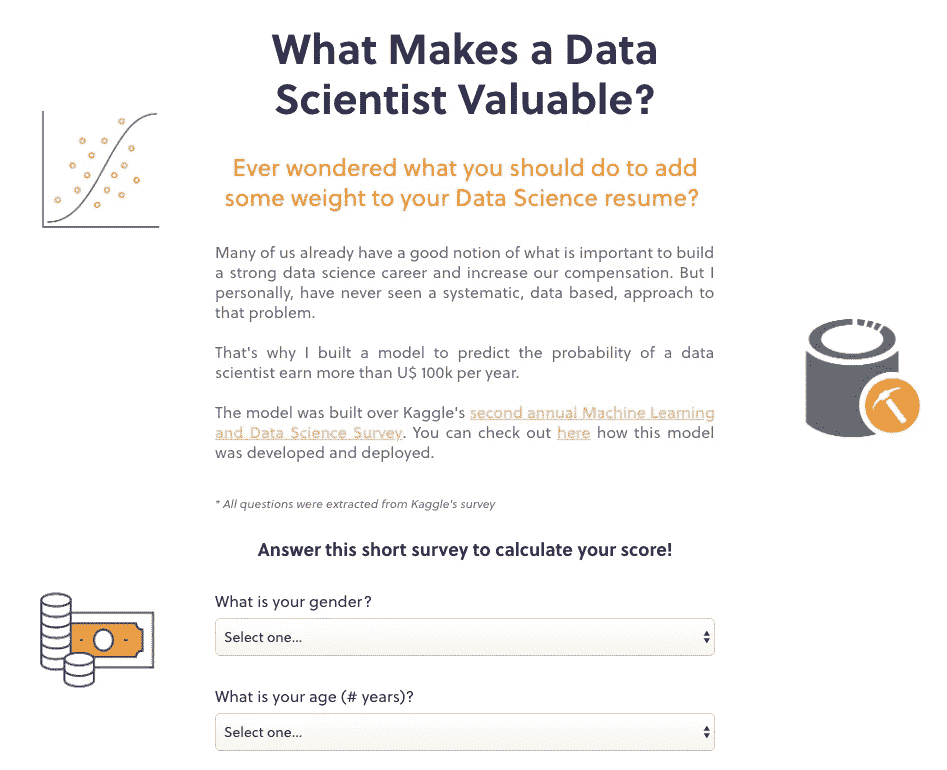 What Makes a Data
Scientist Valuable?
Ever wondered what you should do to add
some weight to your Data Science resume?
Many of us already have a good notion of what is important to build
a strong data science career and increase our compensation. But I
personally, have never seen a systematic, data based, approach to
that problem.
That's why I built a model to predict the probability of a data
scientist earn more than U$ 100k per year.
The model was built over Kaggle's second annual Machine Learning
and Data Science Survey. You can check out here how this model
was developed and deployed.
* All questions were extracted from Kaggle's survey
Answer this short survey to calculate your score!
What is your gender?
Select one...
What is your age (# years)?
Select one...